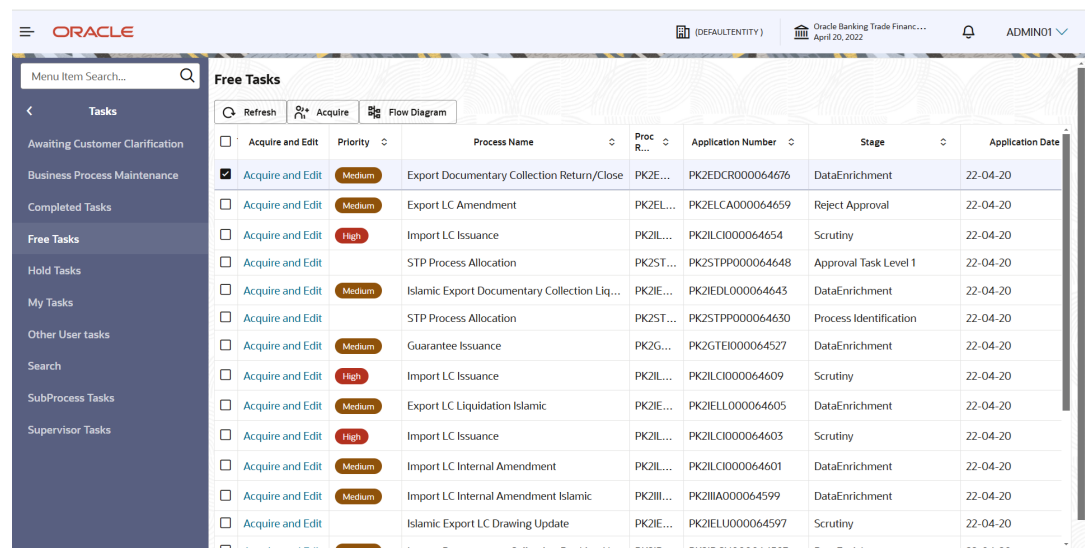 ORACLE
(DEFAULTENTITY )
Oracle Banking Trade Financ...
April 20, 2022
ADMIN01
Menu Item Search...
Tasks
Awaiting Customer Clarification
Business Process Maintenance
Completed Tasks
Free Tasks
Hold Tasks
My Tasks
Other User tasks
Search
SubProcess Tasks
Supervisor Tasks
Free Tasks
Refresh Acquire Flow Diagram
Acquire and Edit Priority Process Name Proc R... Application Number Stage Application Date
Acquire and Edit Medium Export Documentary Collection Return/Close PK2E... PK2EDCR000064676 DataEnrichment 22-04-20
Acquire and Edit Medium Export LC Amendment PK2EL... PK2ELCA000064659 Reject Approval 22-04-20
Acquire and Edit High Import LC Issuance PK2IL... PK2ILCI000064654 Scrutiny 22-04-20
Acquire and Edit STP Process Allocation PK2ST... PK2STPP000064648 Approval Task Level 1 22-04-20
Acquire and Edit Medium Islamic Export Documentary Collection Liq... PK2IE... PK2IEDL000064643 DataEnrichment 22-04-20
Acquire and Edit STP Process Allocation PK2ST... PK2STPP000064630 Process Identification 22-04-20
Acquire and Edit Medium Guarantee Issuance PK2G... PK2GTEI000064527 DataEnrichment 22-04-20
Acquire and Edit High Import LC Issuance PK2IL... PK2ILCI000064609 Scrutiny 22-04-20
Acquire and Edit Medium Export LC Liquidation Islamic PK2IE... PK2IELL000064605 DataEnrichment 22-04-20
Acquire and Edit High Import LC Issuance PK2IL... PK2ILCI000064603 Scrutiny 22-04-20
Acquire and Edit Medium Import LC Internal Amendment PK2IL... PK2ILCI000064601 DataEnrichment 22-04-20
Acquire and Edit Medium Import LC Internal Amendment Islamic PK2III... PK2IIIA000064599 DataEnrichment 22-04-20
Acquire and Edit Islamic Export LC Drawing Update PK2IE... PK2IELU000064597 Scrutiny 22-04-20